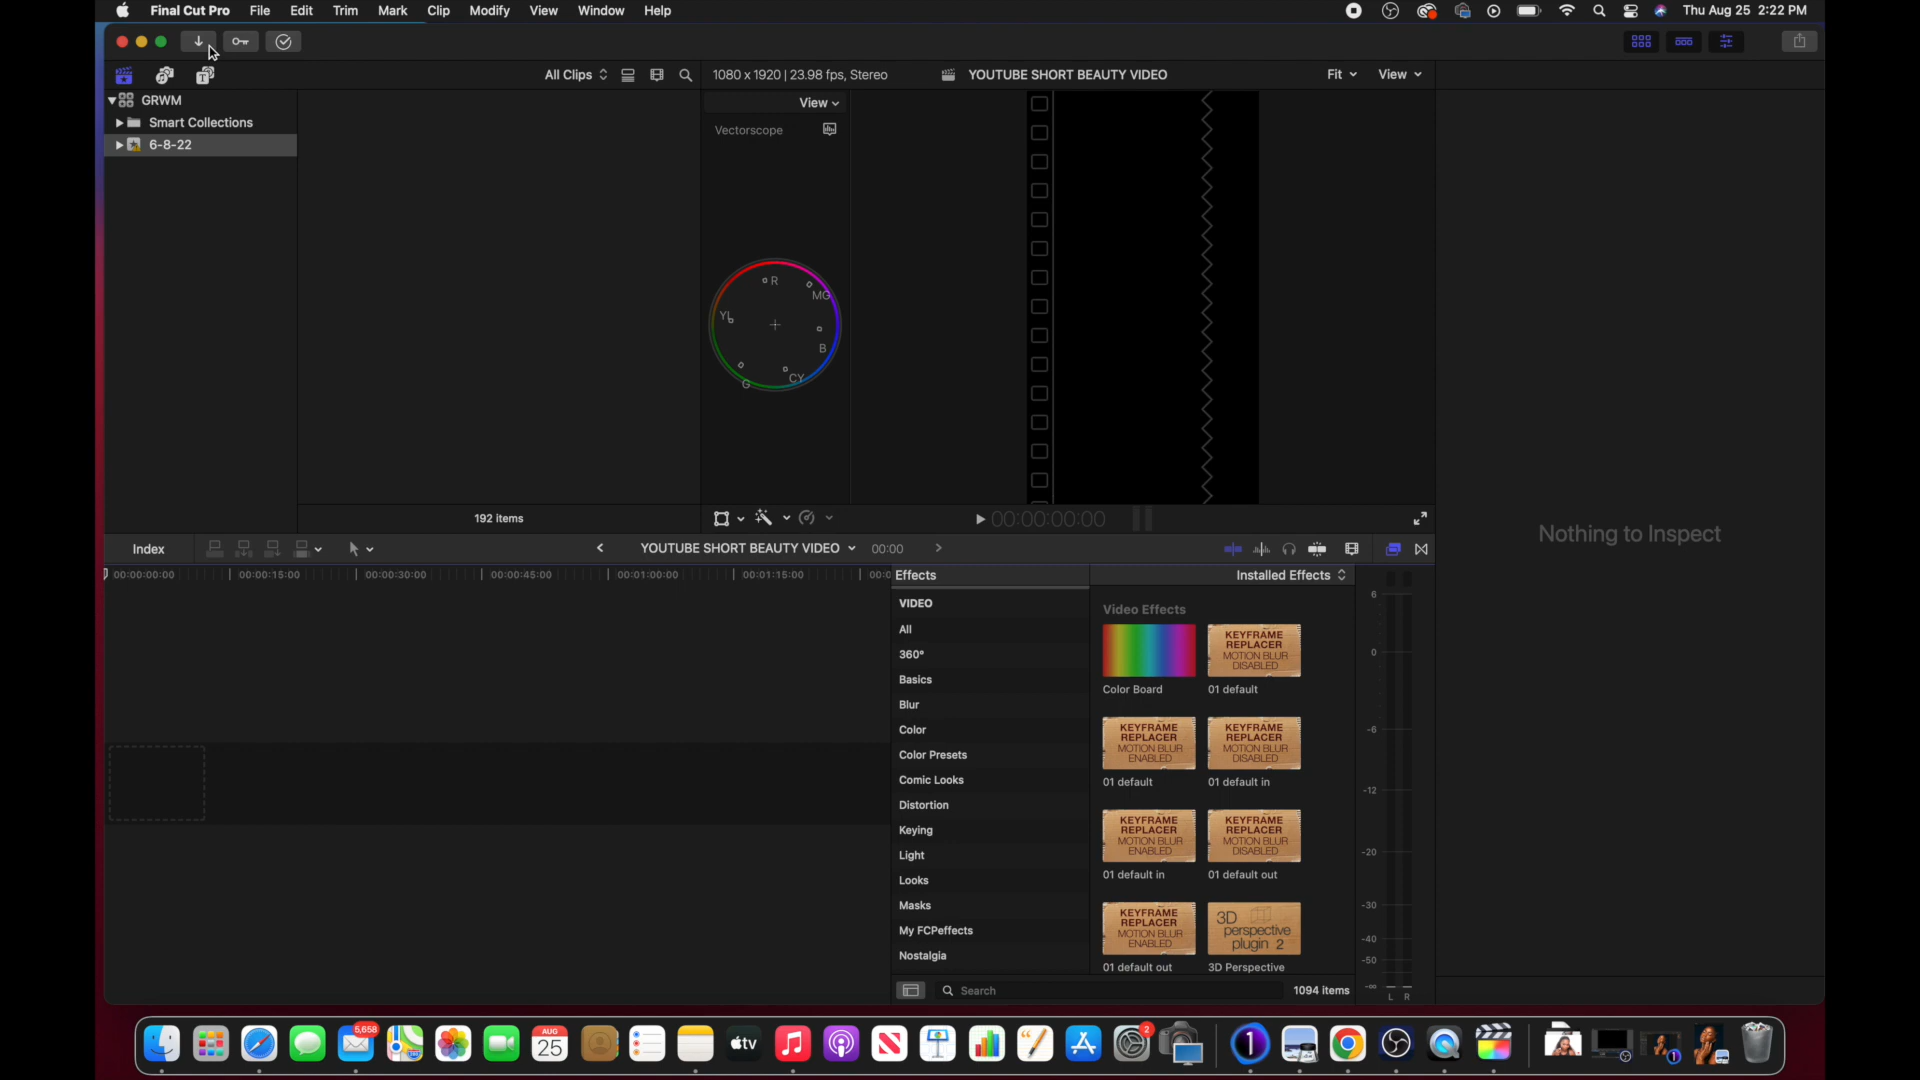 Final Cut Pro File Edit Trim Mark Clip Modify View Window Help Thu Aug 25 2:22 PM
All Clips 1080 x 1920 | 23.98 fps, Stereo YOUTUBE SHORT BEAUTY VIDEO Fit View
GRWM
Smart Collections
6-8-22
View
Vectorscope
R
MG
YL
B
CY
G
192 items
00:00:00:00
Nothing to Inspect
Index YOUTUBE SHORT BEAUTY VIDEO 00:00
00:00:00:00 00:00:15:00 00:00:30:00 00:00:45:00 00:01:00:00 00:01:15:00 00:0
Effects Installed Effects
VIDEO
All
360°
Basics
Blur
Color
Color Presets
Comic Looks
Distortion
Keying
Light
Looks
Masks
My FCPeffects
Nostalgia
Video Effects
KEYFRAME
REPLACER
MOTION BLUR
DISABLED
Color Board 01 default
KEYFRAME
REPLACER
MOTION BLUR
ENABLED
KEYFRAME
REPLACER
MOTION BLUR
DISABLED
01 default 01 default in
KEYFRAME
REPLACER
MOTION BLUR
ENABLED
KEYFRAME
REPLACER
MOTION BLUR
DISABLED
01 default in 01 default out
KEYFRAME
REPLACER
MOTION BLUR
ENABLED
3D
perspective
plugin 2
01 default out 3D Perspective
Search 1094 items
6
0
-6
-12
-20
-30
-40
-50
-∞
L R
5,658
AUG
25
tv
2
1
1